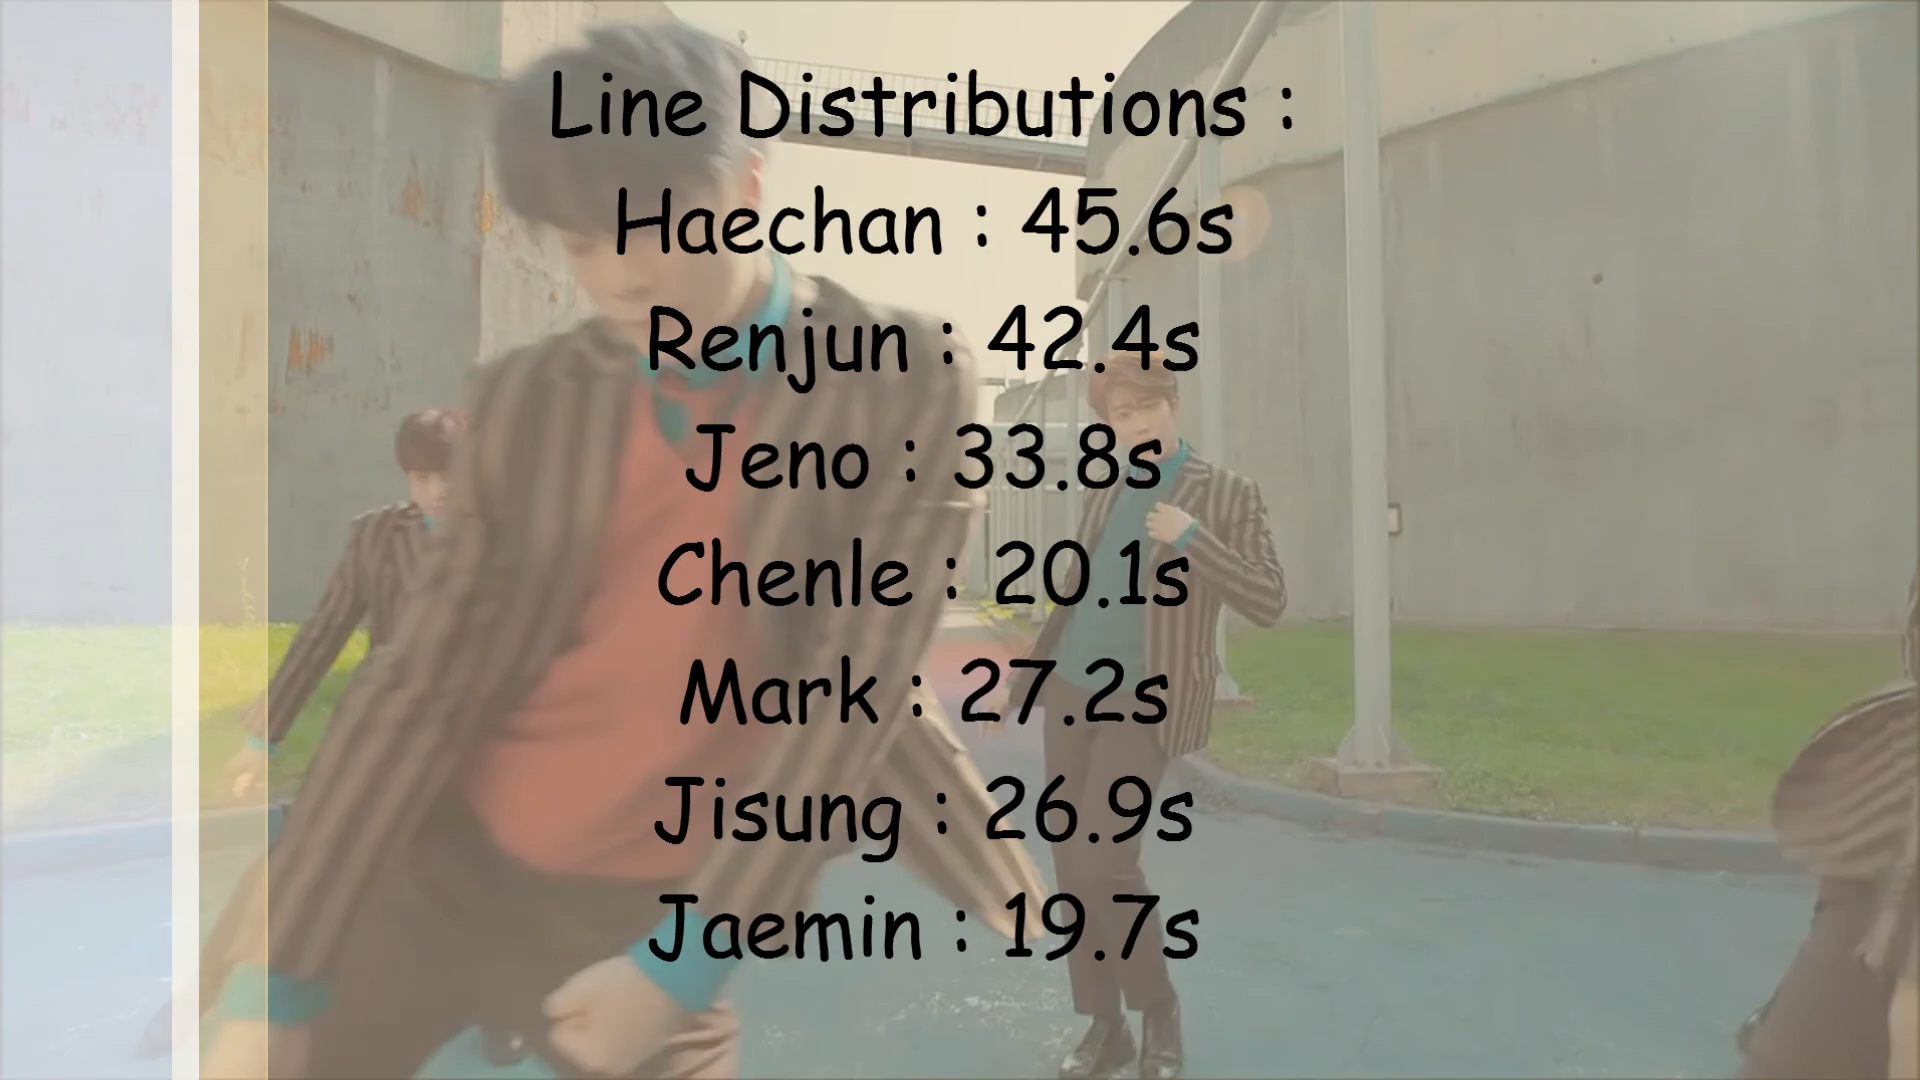 Line Distributions :
Haechan : 45.6s
Renjun : 42.4s
Jeno : 33.8s
Chenle : 20.1s
Mark : 27.2s
Jisung : 26.9s
Jaemin : 19.7s